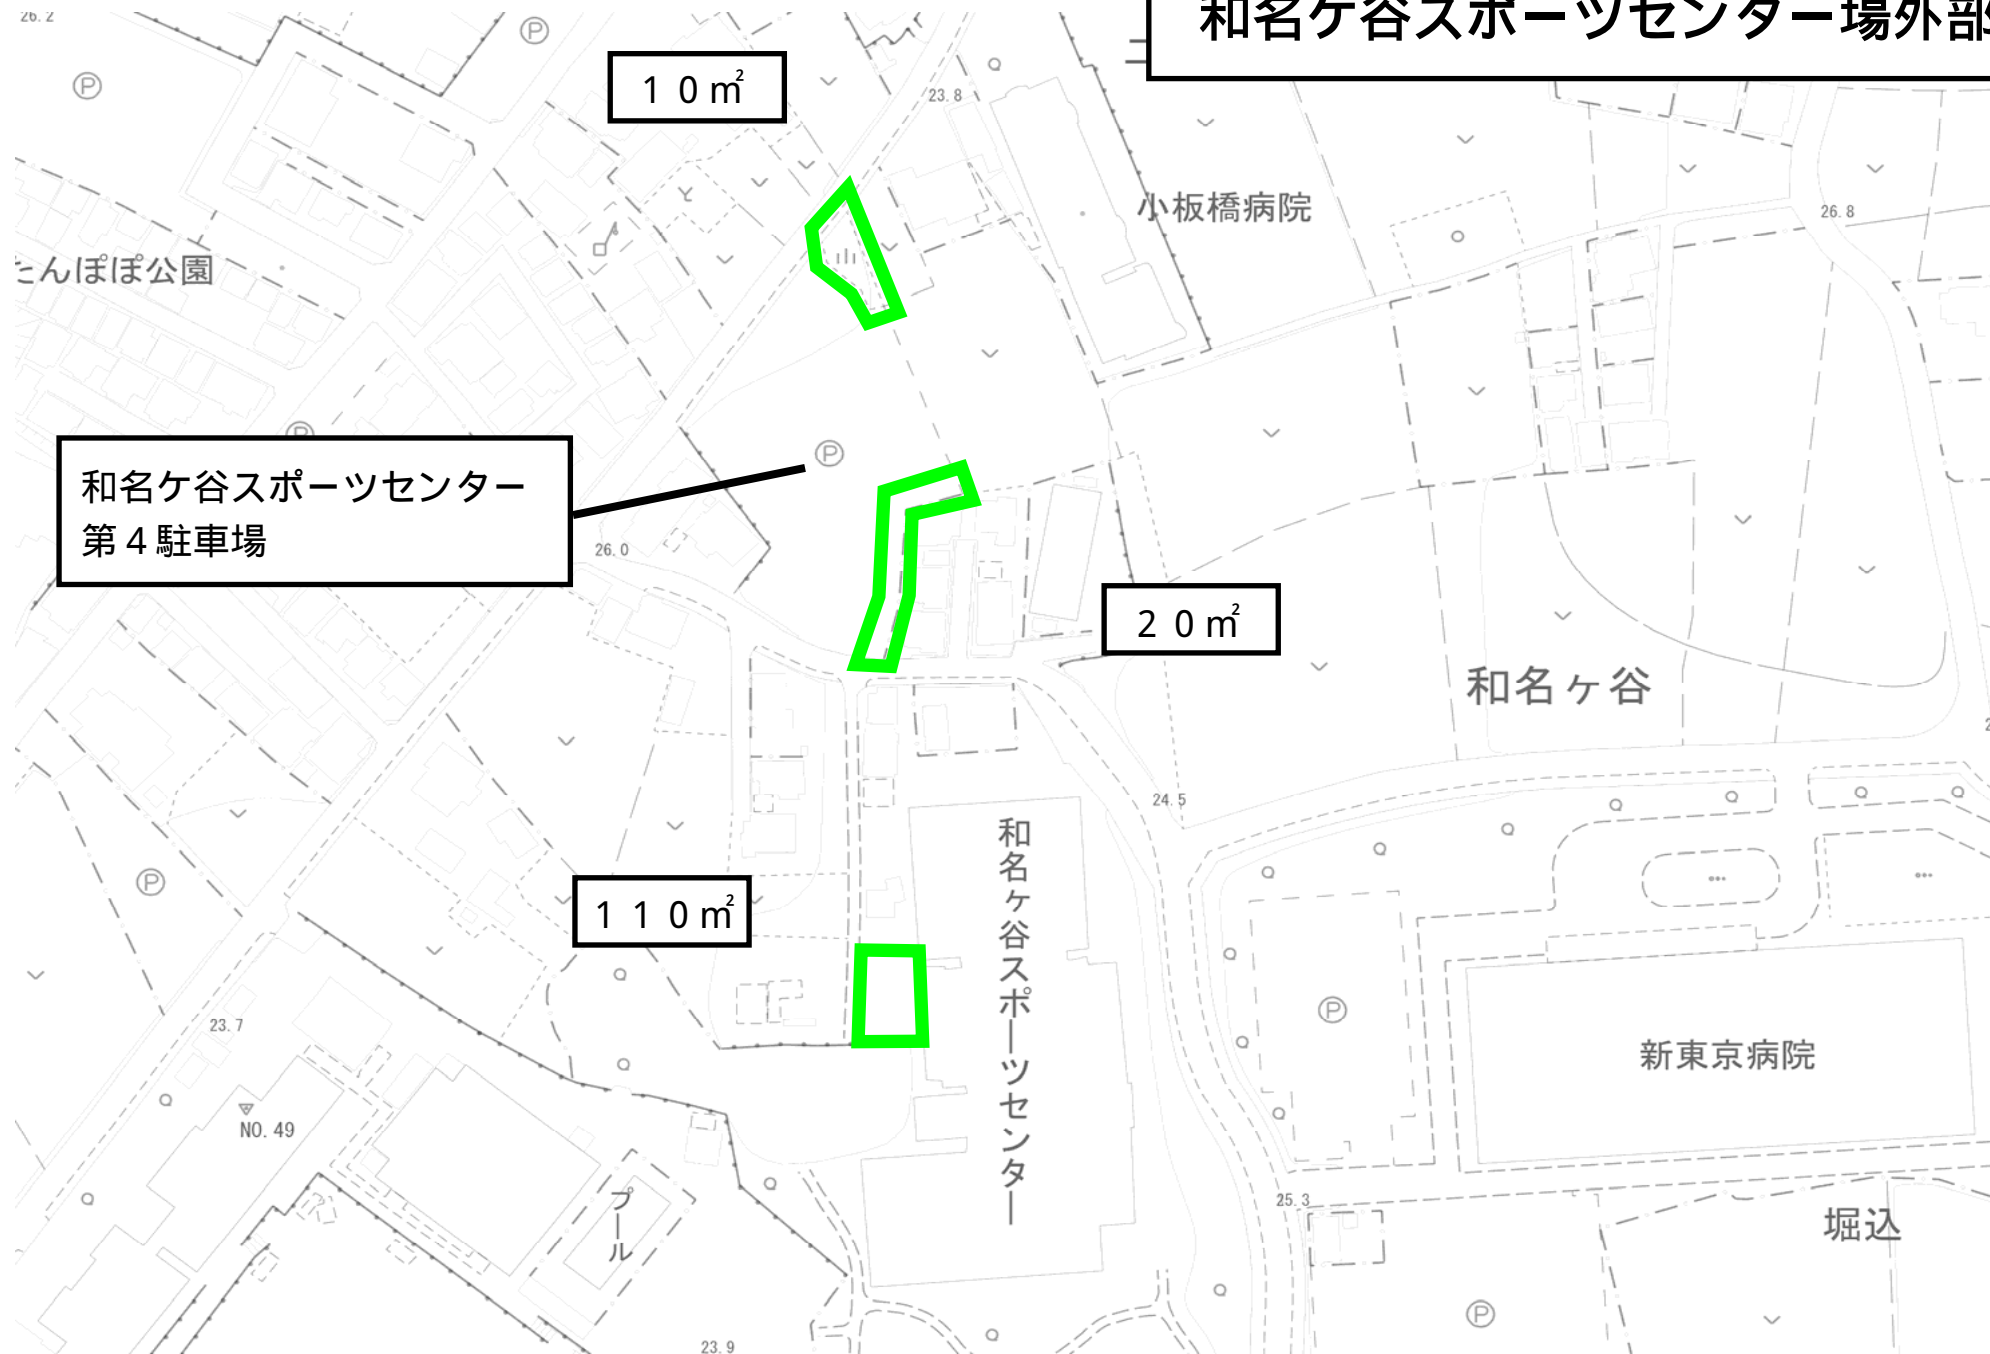 26.2
和名ケ谷スポーツセンター場外部
10㎡
23.8
小板橋病院
26.8
たんぽぽ公園
和名ケ谷スポーツセンター
第4駐車場
26.0
20㎡
和名ヶ谷
24.5
110㎡
和名ヶ谷スポーツセンター
23.7
新東京病院
NO.49
プール
25.3
堀込
23.9